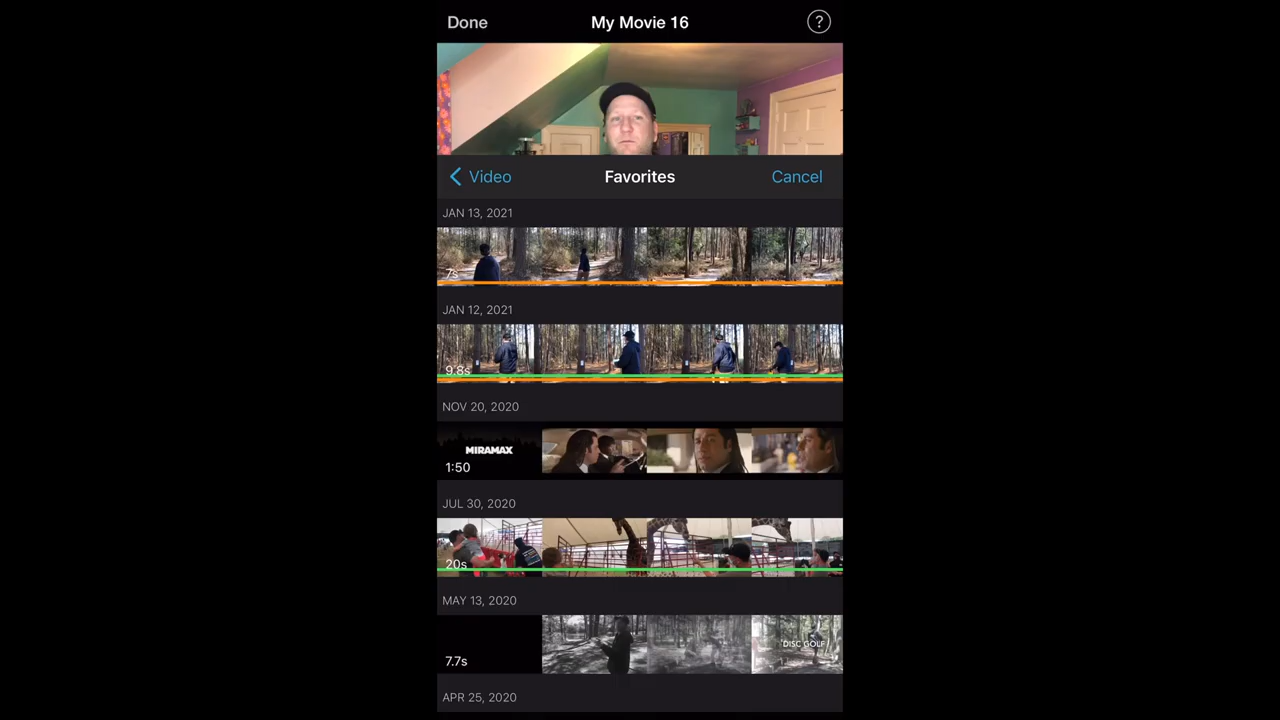 Done
My Movie 16
?
Video
Favorites
Cancel
JAN 13, 2021
7s
JAN 12, 2021
9.8s
NOV 20, 2020
MIRAMAX
1:50
JUL 30, 2020
20s
MAY 13, 2020
7.7s
DISC GOLF
APR 25, 2020